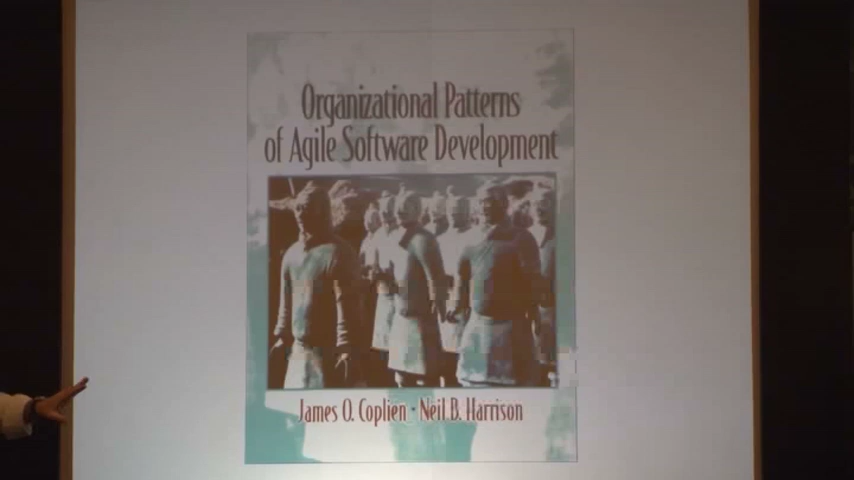 Organizational Patterns
of Agile Software Development
James O. Coplien · Neil B. Harrison